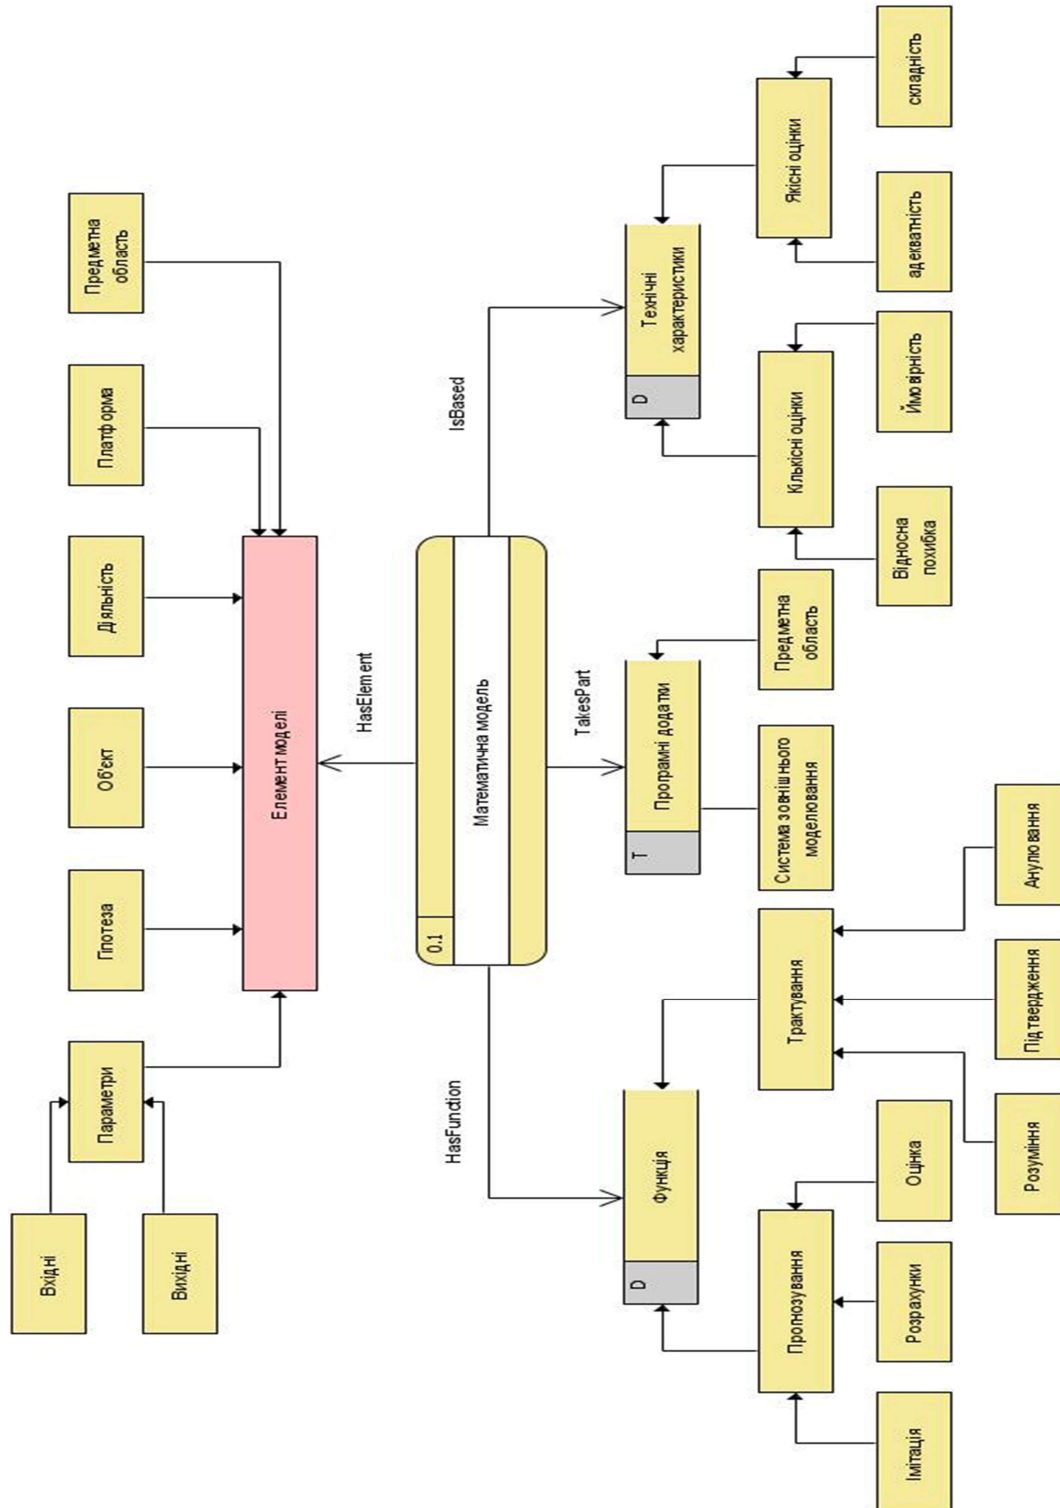 Вхідні
Вихідні
Параметри
Гіпотеза
Об'єкт
Діяльність
Платформа
Предметна
область
Елемент моделі
HasFunction
HasElement
IsBased
0.1
Математична модель
TakesPart
D
Функція
T
Програмні додатки
D
Технічні
характеристики
Прогнозування
Трактування
Система зовнішнього
моделювання
Предметна
область
Кількісні оцінки
Якісні оцінки
Імітація
Розрахунки
Оцінка
Відносна
похибка
Ймовірність
адекватність
складність
Розуміння
Підтвердження
Анулювання